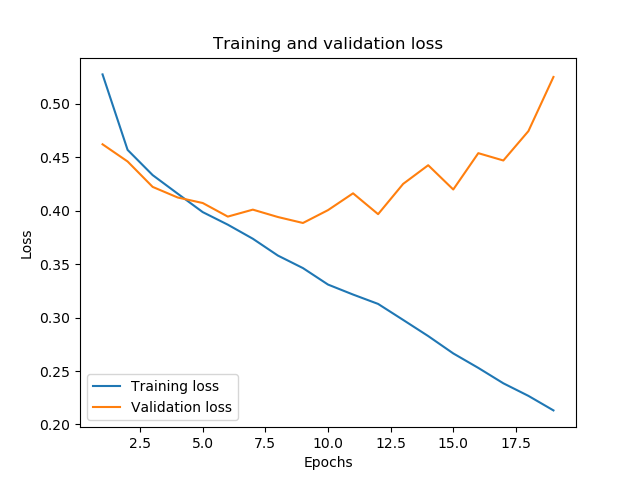 Training and validation loss
0.50
0.45
0.40
0.35
0.30
0.25
0.20
Loss
Training loss
Validation loss
2.5 5.0 7.5 10.0 12.5 15.0 17.5
Epochs